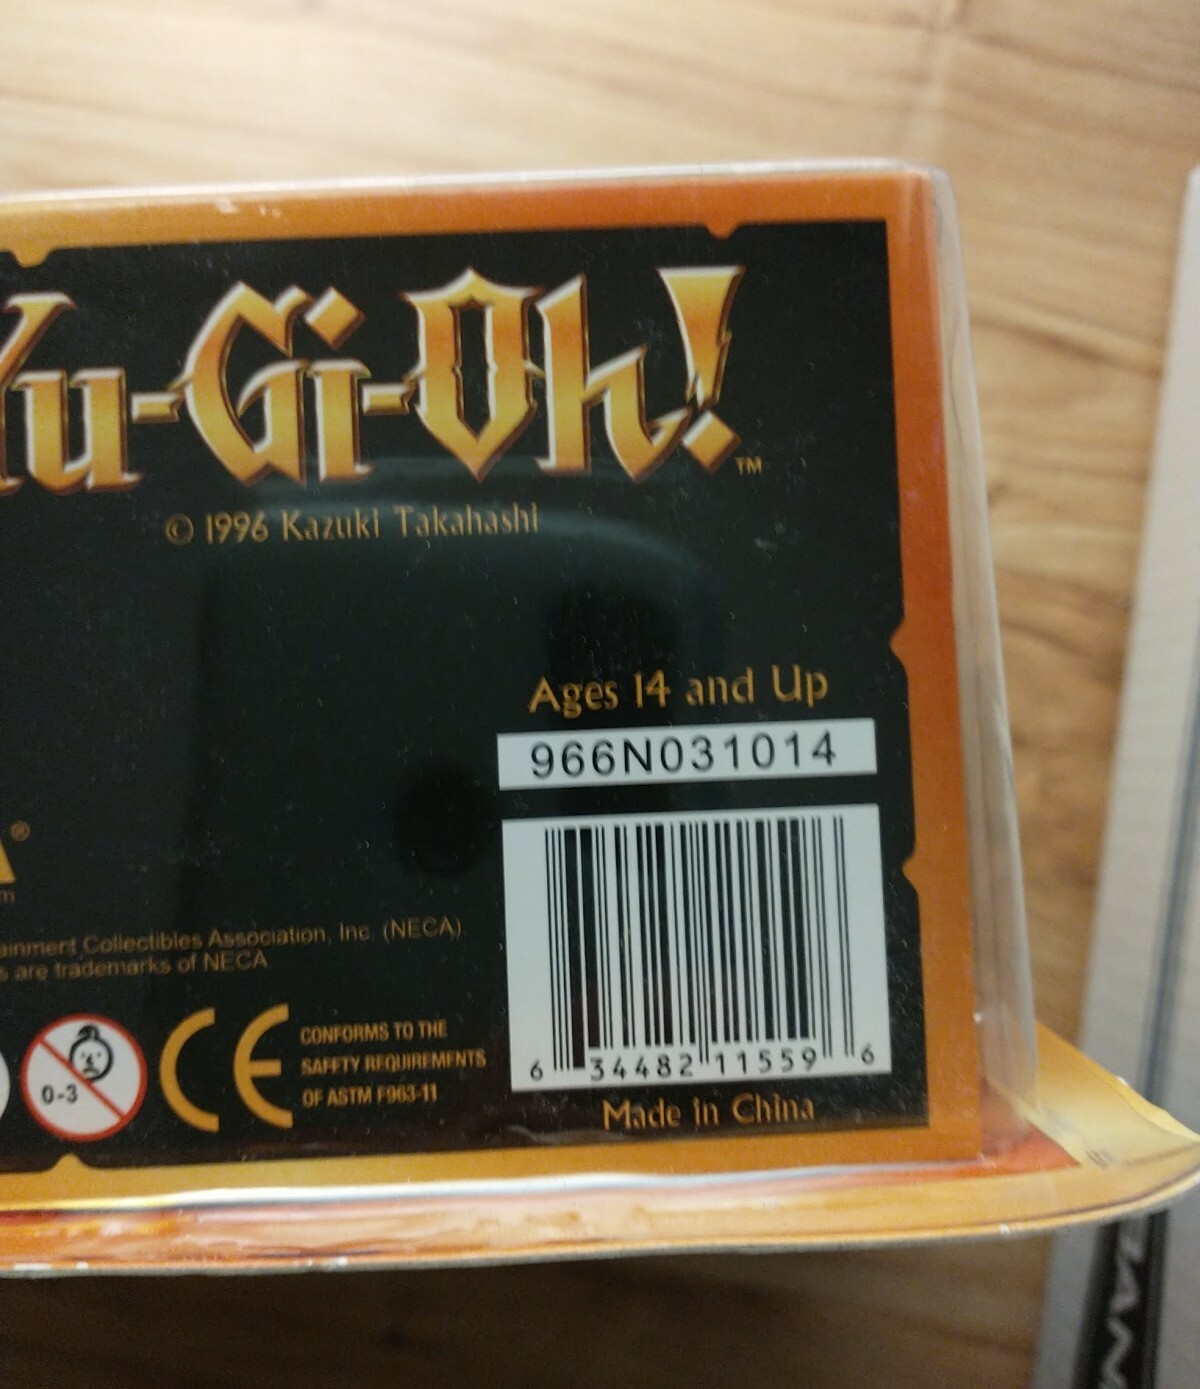 Yu-Gi-Oh!™
© 1996 Kazuki Takahashi
Ages 14 and Up
966N031014
®
Collectibles Association, Inc. (NECA).
are trademarks of NECA
0-3
CE
CONFORMS TO THE
SAFETY REQUIREMENTS
OF ASTM F963-11
6 34482 11559 6
Made in China